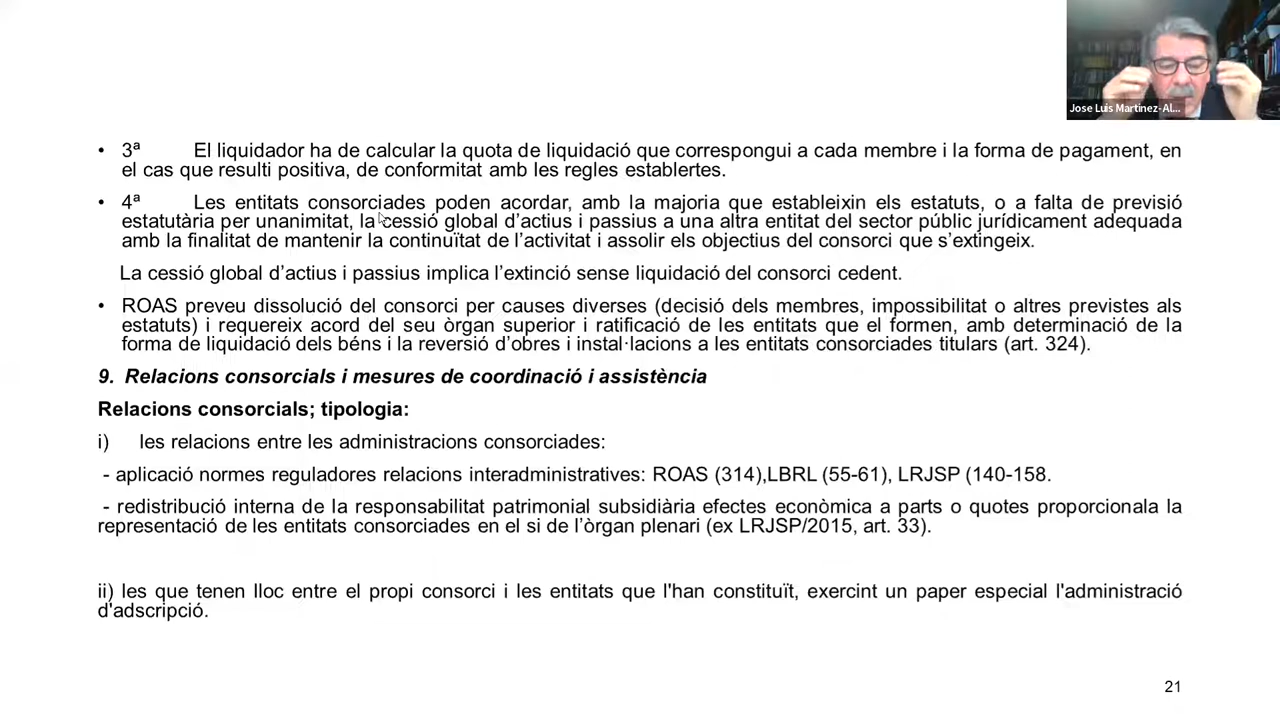 Jose Luis Martinez-Al...
• 3ª El liquidador ha de calcular la quota de liquidació que correspongui a cada membre i la forma de pagament, en
el cas que resulti positiva, de conformitat amb les regles establertes.
• 4ª Les entitats consorciades poden acordar, amb la majoria que estableixin els estatuts, o a falta de previsió
estatutària per unanimitat, la cessió global d’actius i passius a una altra entitat del sector públic jurídicament adequada
amb la finalitat de mantenir la continuïtat de l’activitat i assolir els objectius del consorci que s’extingeix.
La cessió global d’actius i passius implica l’extinció sense liquidació del consorci cedent.
• ROAS preveu dissolució del consorci per causes diverses (decisió dels membres, impossibilitat o altres previstes als
estatuts) i requereix acord del seu òrgan superior i ratificació de les entitats que el formen, amb determinació de la
forma de liquidació dels béns i la reversió d’obres i instal·lacions a les entitats consorciades titulars (art. 324).
9. Relacions consorcials i mesures de coordinació i assistència
Relacions consorcials; tipologia:
i) les relacions entre les administracions consorciades:
- aplicació normes reguladores relacions interadministratives: ROAS (314),LBRL (55-61), LRJSP (140-158.
- redistribució interna de la responsabilitat patrimonial subsidiària efectes econòmica a parts o quotes proporcionala la
representació de les entitats consorciades en el si de l’òrgan plenari (ex LRJSP/2015, art. 33).
ii) les que tenen lloc entre el propi consorci i les entitats que l'han constituït, exercint un paper especial l'administració
d'adscripció.
21